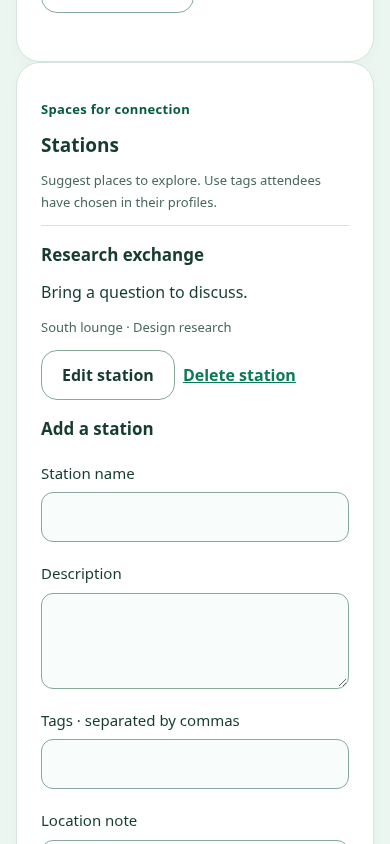 Spaces for connection
Stations
Suggest places to explore. Use tags attendees
have chosen in their profiles.
Research exchange
Bring a question to discuss.
South lounge · Design research
Edit station
Delete station
Add a station
Station name
Description
Tags · separated by commas
Location note